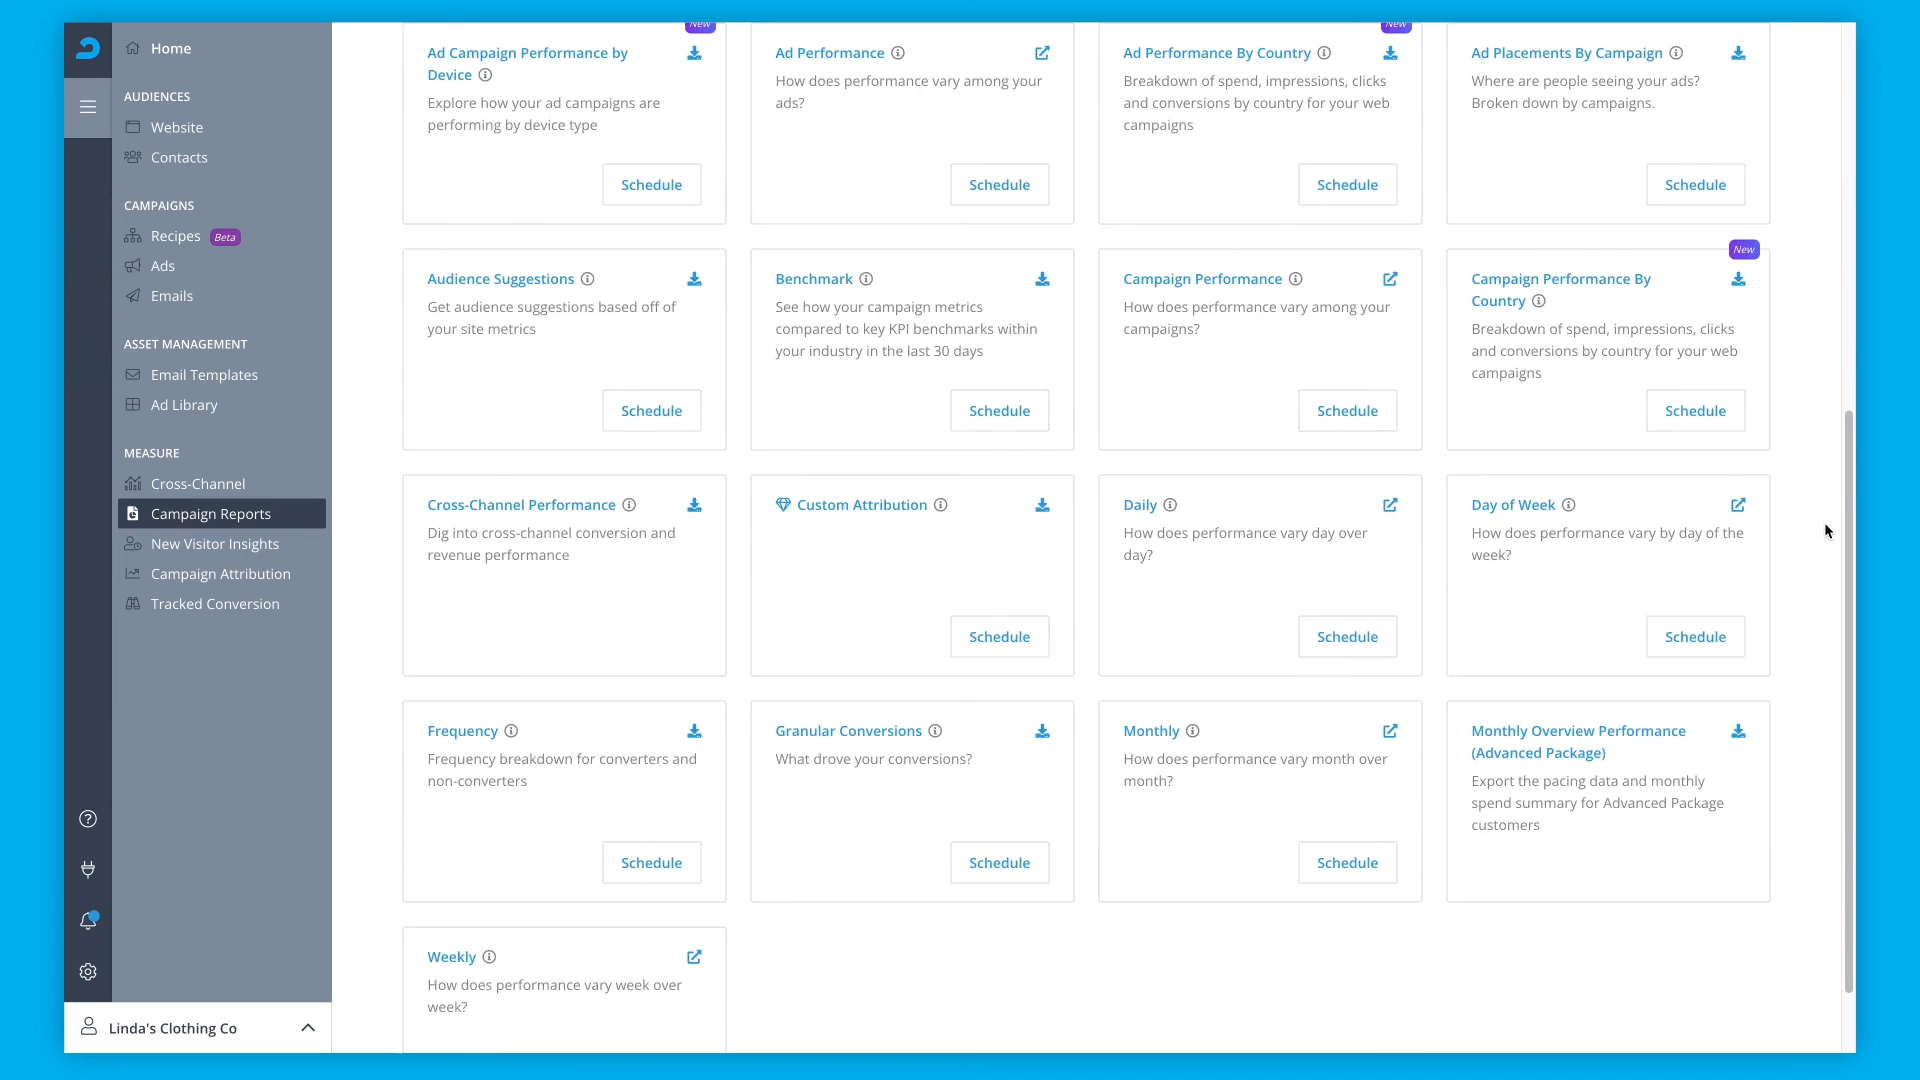 Home
AUDIENCES
Website
Contacts
CAMPAIGNS
Recipes Beta
Ads
Emails
ASSET MANAGEMENT
Email Templates
Ad Library
MEASURE
Cross-Channel
Campaign Reports
New Visitor Insights
Campaign Attribution
Tracked Conversion
Linda's Clothing Co
New
Ad Campaign Performance by
Device
Explore how your ad campaigns are
performing by device type
Schedule
Ad Performance
How does performance vary among your
ads?
Schedule
New
Ad Performance By Country
Breakdown of spend, impressions, clicks
and conversions by country for your web
campaigns
Schedule
Ad Placements By Campaign
Where are people seeing your ads?
Broken down by campaigns.
Schedule
Audience Suggestions
Get audience suggestions based off of
your site metrics
Schedule
Benchmark
See how your campaign metrics
compared to key KPI benchmarks within
your industry in the last 30 days
Schedule
Campaign Performance
How does performance vary among your
campaigns?
Schedule
New
Campaign Performance By
Country
Breakdown of spend, impressions, clicks
and conversions by country for your web
campaigns
Schedule
Cross-Channel Performance
Dig into cross-channel conversion and
revenue performance
Custom Attribution
Schedule
Daily
How does performance vary day over
day?
Schedule
Day of Week
How does performance vary by day of the
week?
Schedule
Frequency
Frequency breakdown for converters and
non-converters
Schedule
Granular Conversions
What drove your conversions?
Schedule
Monthly
How does performance vary month over
month?
Schedule
Monthly Overview Performance
(Advanced Package)
Export the pacing data and monthly
spend summary for Advanced Package
customers
Weekly
How does performance vary week over
week?